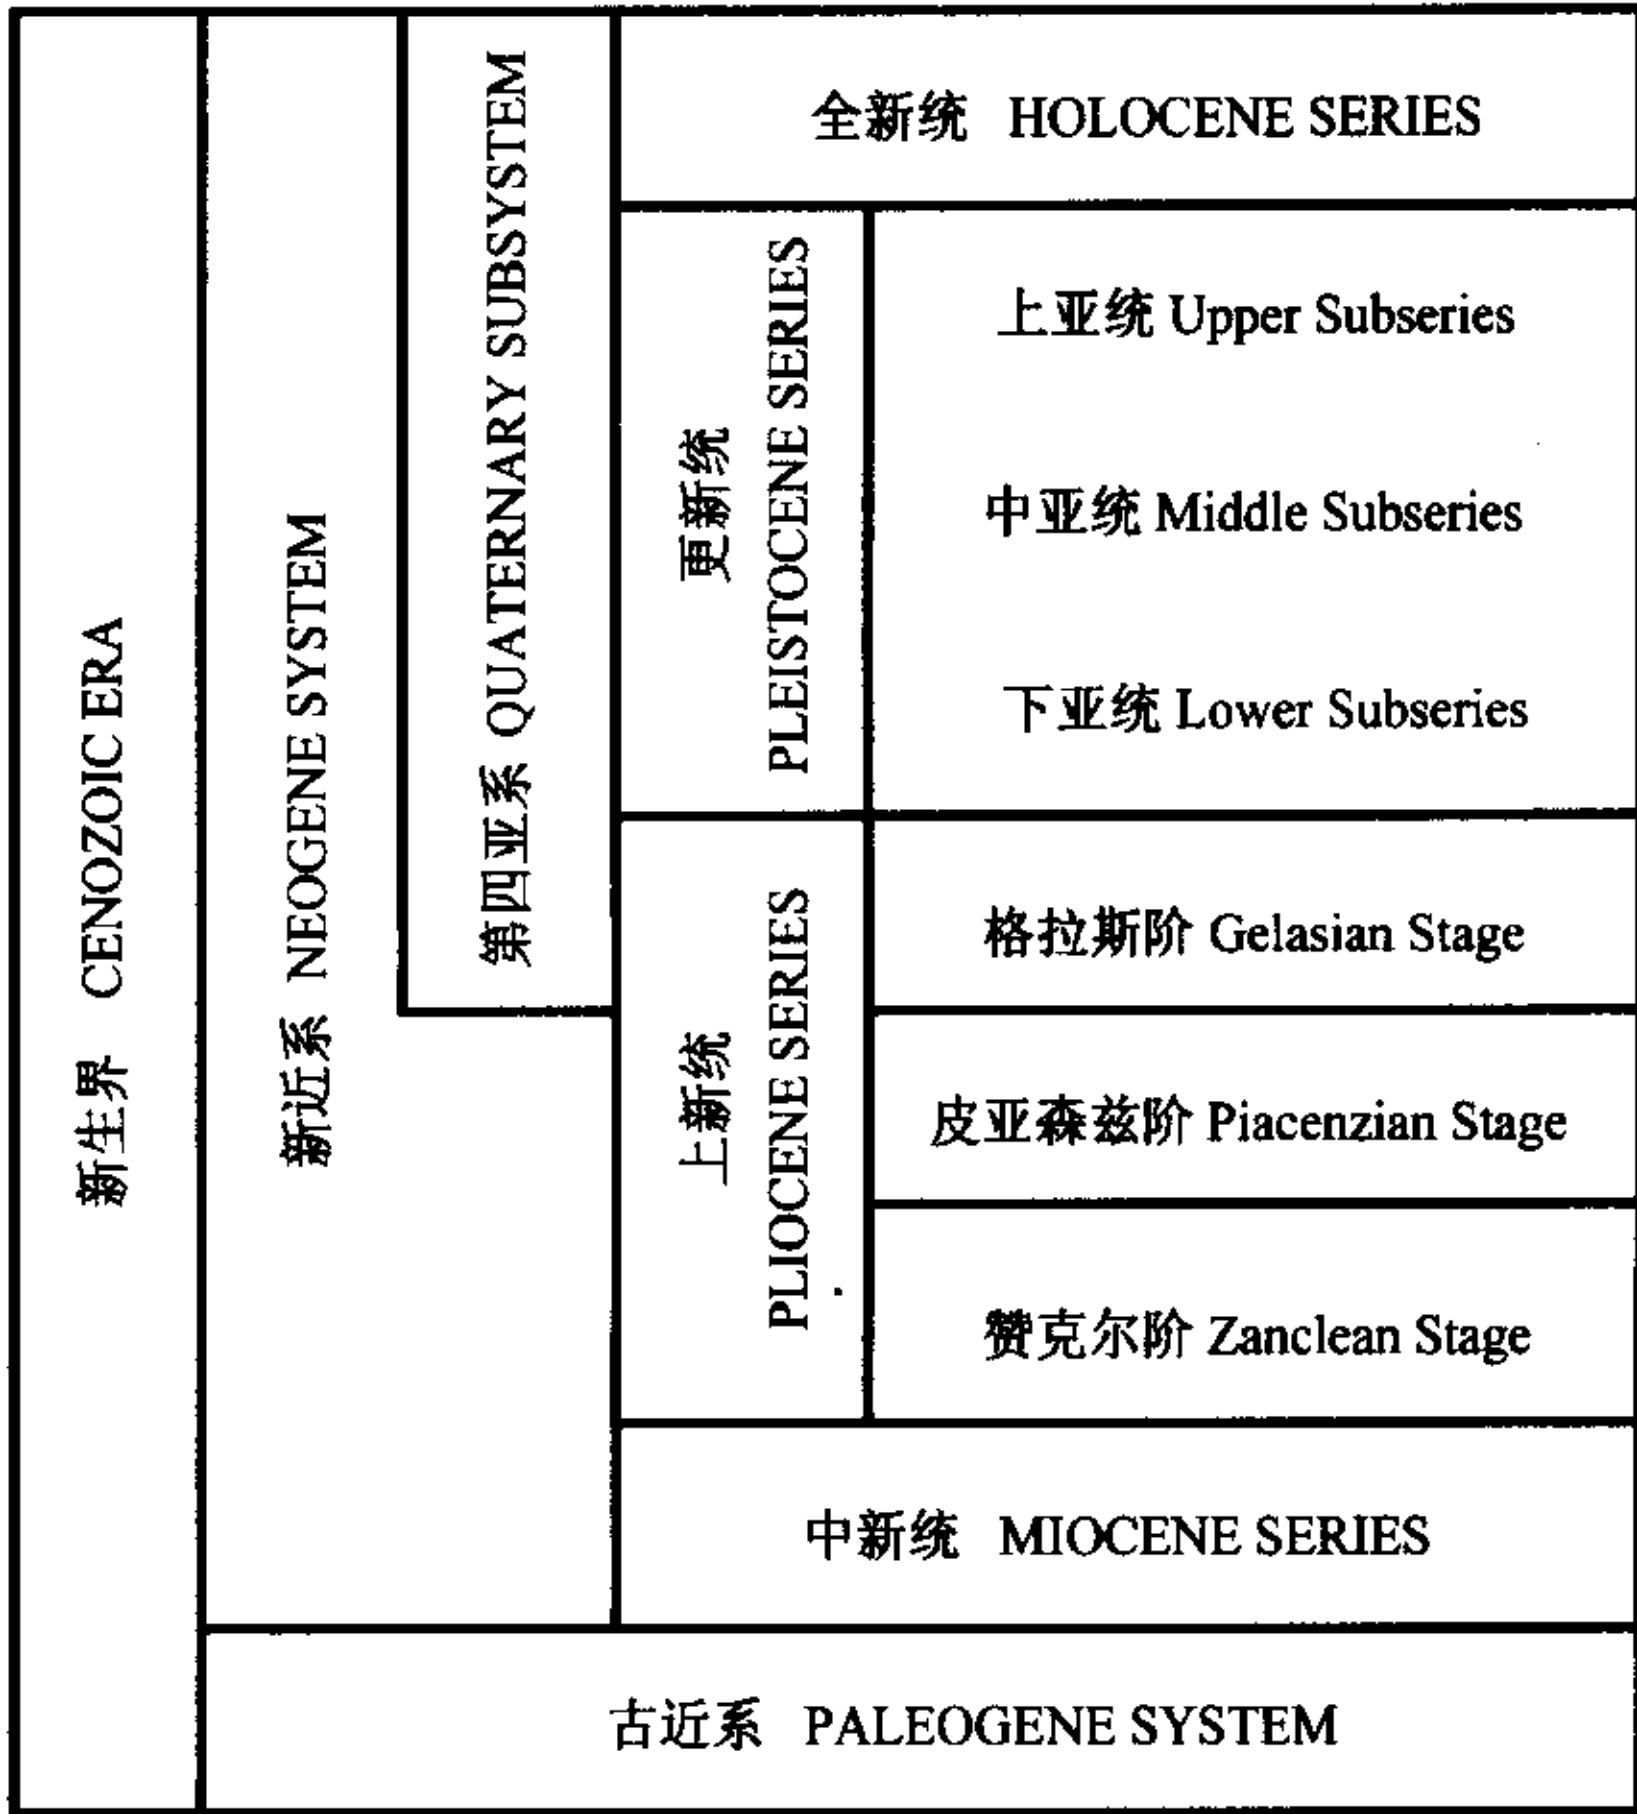 新生界 CENOZOIC ERA
新近系 NEOGENE SYSTEM
第四亚系 QUATERNARY SUBSYSTEM
全新统 HOLOCENE SERIES
更新统
PLEISTOCENE SERIES
上亚统 Upper Subseries
中亚统 Middle Subseries
下亚统 Lower Subseries
上新统
PLIOCENE SERIES
格拉斯阶 Gelasian Stage
皮亚森兹阶 Piacenzian Stage
赞克尔阶 Zanclean Stage
中新统 MIOCENE SERIES
古近系 PALEOGENE SYSTEM